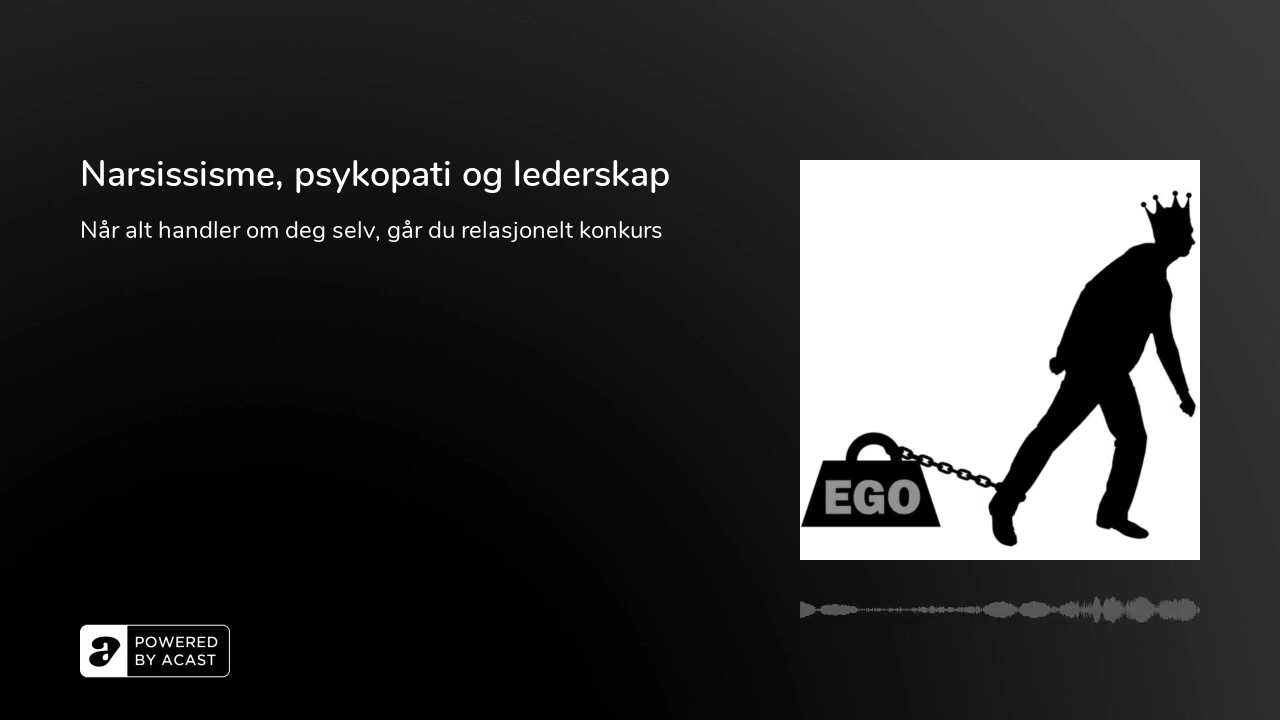 Narsissisme, psykopati og lederskap
Når alt handler om deg selv, går du relasjonelt konkurs
EGO
POWERED
BY ACAST